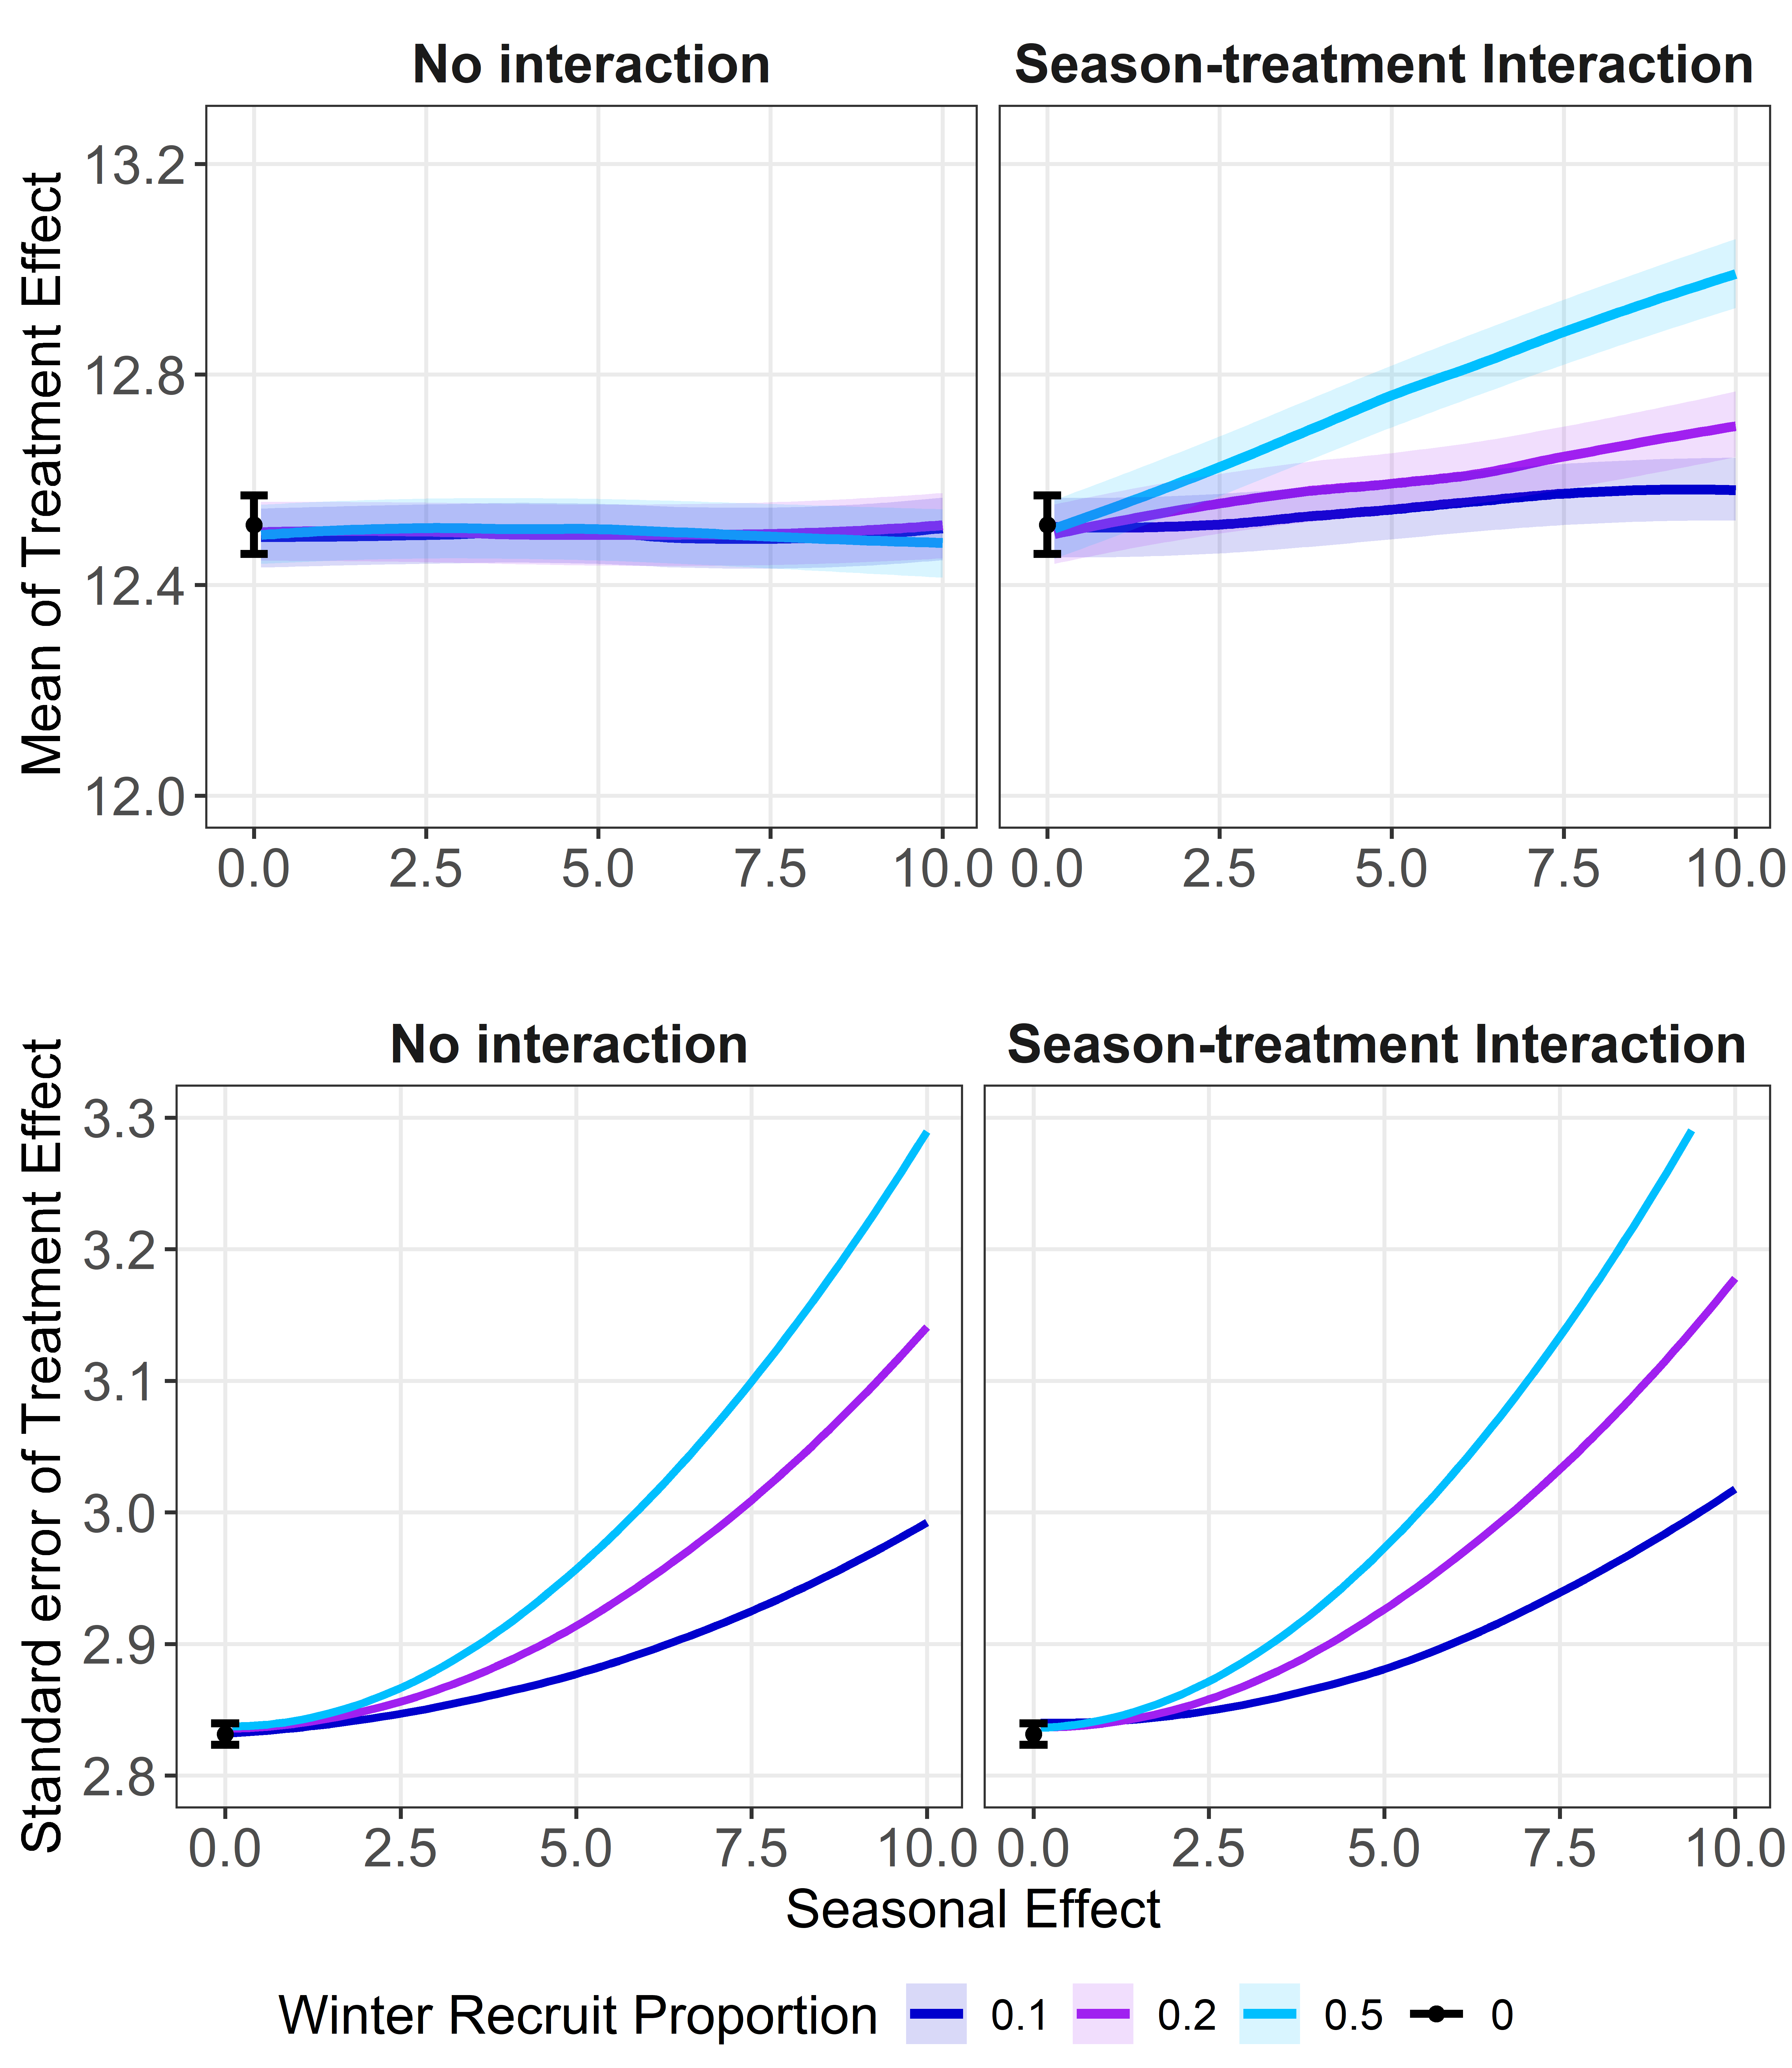 No interaction
Season-treatment Interaction
Mean of Treatment Effect
13.2
12.8
12.4
12.0
0.0 2.5 5.0 7.5 10.0
0.0 2.5 5.0 7.5 10.0
No interaction
Season-treatment Interaction
Standard error of Treatment Effect
3.3
3.2
3.1
3.0
2.9
2.8
0.0 2.5 5.0 7.5 10.0
0.0 2.5 5.0 7.5 10.0
Seasonal Effect
Winter Recruit Proportion 0.1 0.2 0.5 0